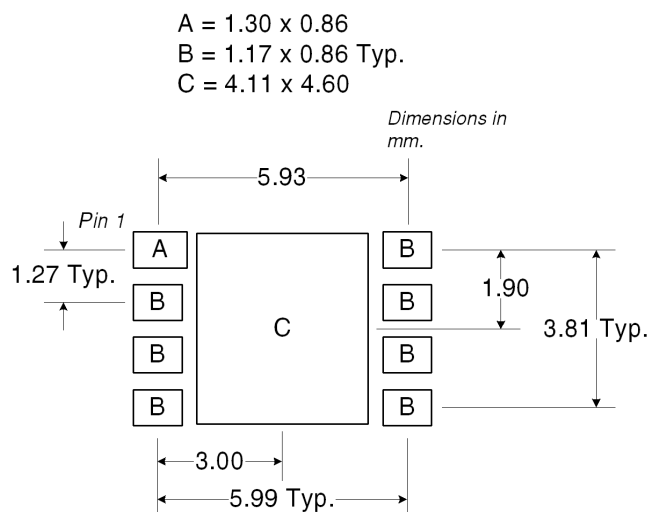 A = 1.30 x 0.86
B = 1.17 x 0.86 Typ.
C = 4.11 x 4.60
Dimensions in
mm.
5.93
Pin 1
A
B
1.27 Typ.
B
B
1.90
C
3.81 Typ.
B
B
B
B
3.00
5.99 Typ.